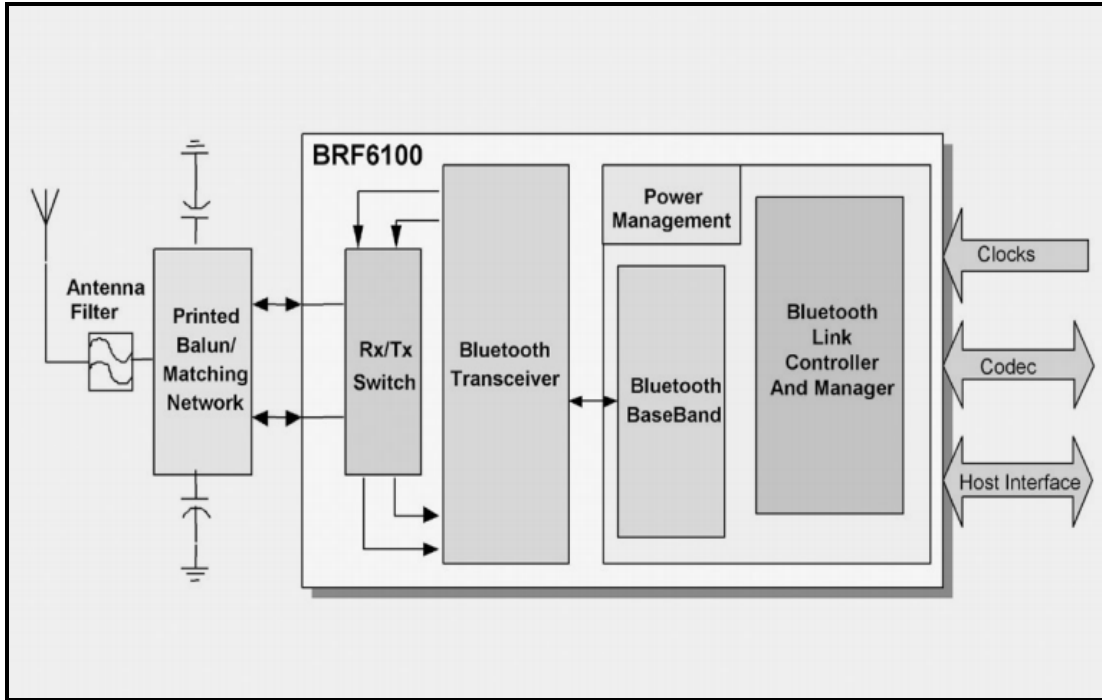 BRF6100
Antenna
Filter
Printed
Balun/
Matching
Network
Rx/Tx
Switch
Bluetooth
Transceiver
Power
Management
Bluetooth
BaseBand
Bluetooth
Link
Controller
And Manager
Clocks
Codec
Host Interface